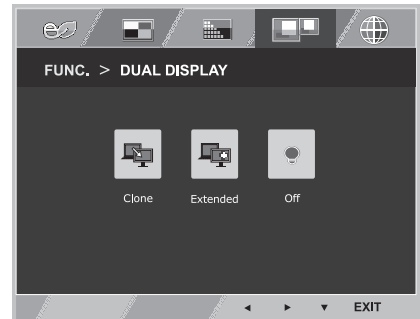 FUNC. > DUAL DISPLAY
Clone Extended Off
◄ ► ▼ EXIT